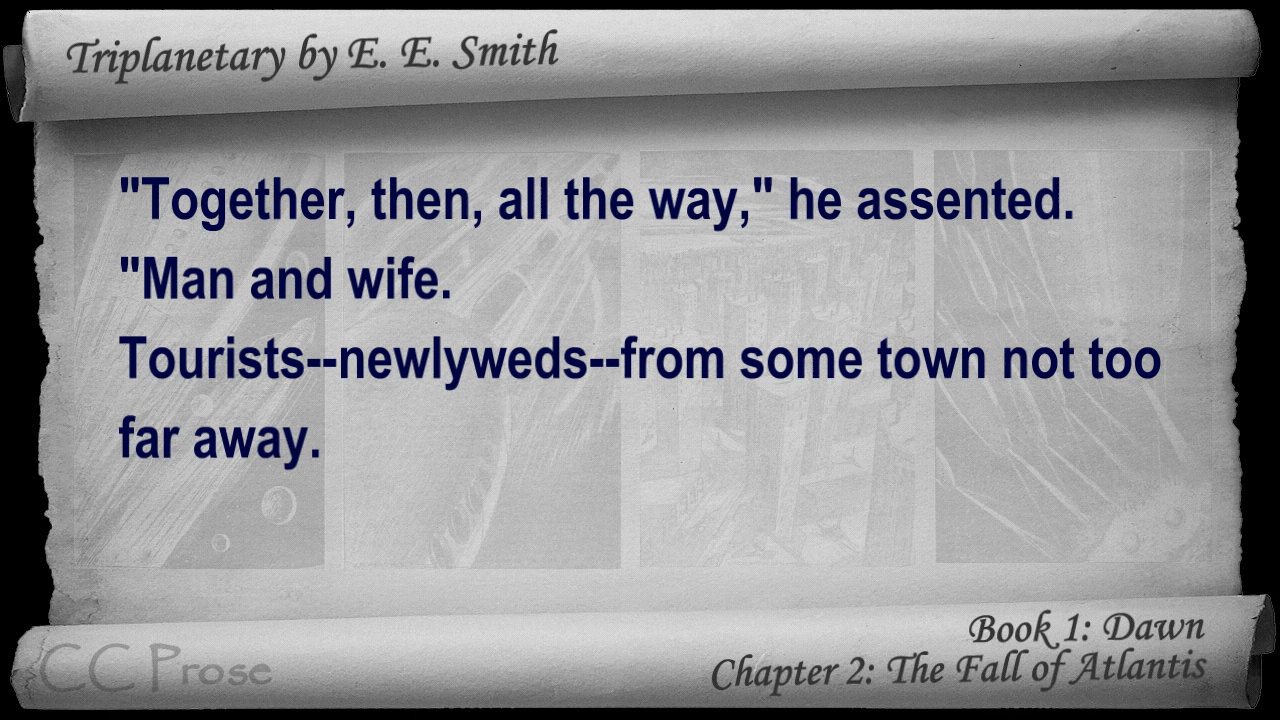 Triplanetary by E. E. Smith
"Together, then, all the way," he assented.
"Man and wife.
Tourists--newlyweds--from some town not too
far away.
Book 1: Dawn
CC Prose
Chapter 2: The Fall of Atlantis